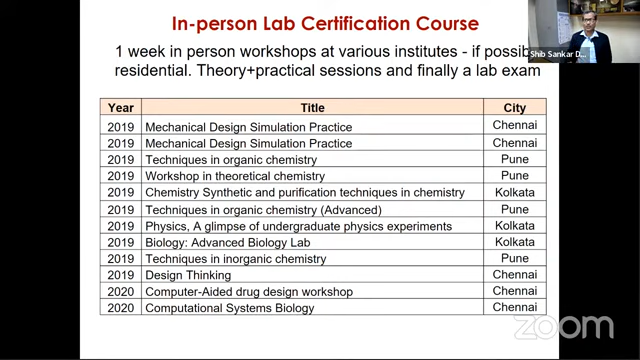 In-person Lab Certification Course
1 week in person workshops at various institutes - if possib
residential. Theory+practical sessions and finally a lab exam
Shib Sankar D...
Year Title City
2019 Mechanical Design Simulation Practice Chennai
2019 Mechanical Design Simulation Practice Chennai
2019 Techniques in organic chemistry Pune
2019 Workshop in theoretical chemistry Pune
2019 Chemistry Synthetic and purification techniques in chemistry Kolkata
2019 Techniques in organic chemistry (Advanced) Pune
2019 Physics, A glimpse of undergraduate physics experiments Kolkata
2019 Biology: Advanced Biology Lab Kolkata
2019 Techniques in inorganic chemistry Pune
2019 Design Thinking Chennai
2020 Computer-Aided drug design workshop Chennai
2020 Computational Systems Biology Chennai
zoom